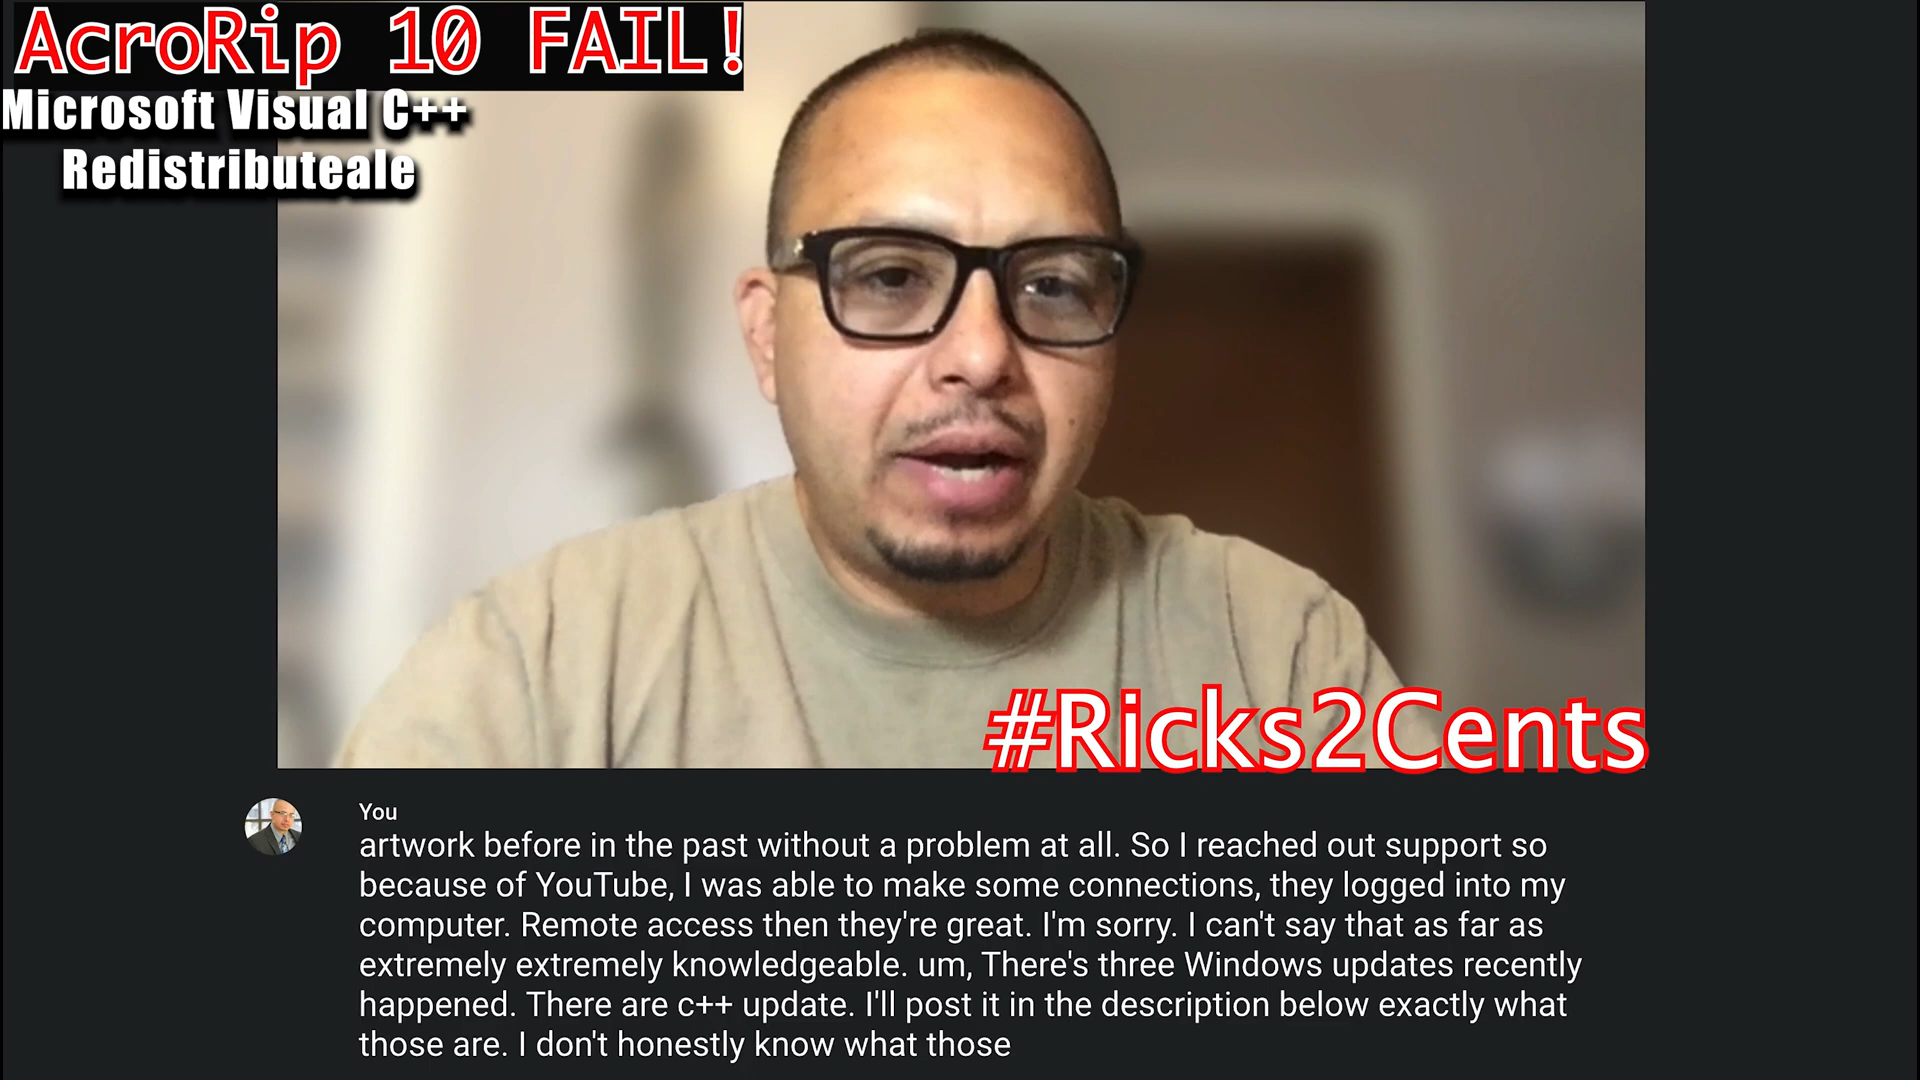 AcroRip 10 FAIL!
Microsoft Visual C++
Redistributeale
#Ricks2Cents
You
artwork before in the past without a problem at all. So I reached out support so
because of YouTube, I was able to make some connections, they logged into my
computer. Remote access then they're great. I'm sorry. I can't say that as far as
extremely extremely knowledgeable. um, There's three Windows updates recently
happened. There are c++ update. I'll post it in the description below exactly what
those are. I don't honestly know what those